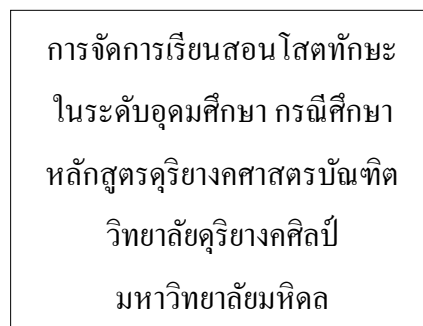 การจัดการเรียนสอนโสตทักษะ
ในระดับอุดมศึกษา กรณีศึกษา
หลักสูตรดุริยางคศาสตรบัณฑิต
วิทยาลัยดุริยางคศิลป์
มหาวิทยาลัยมหิดล